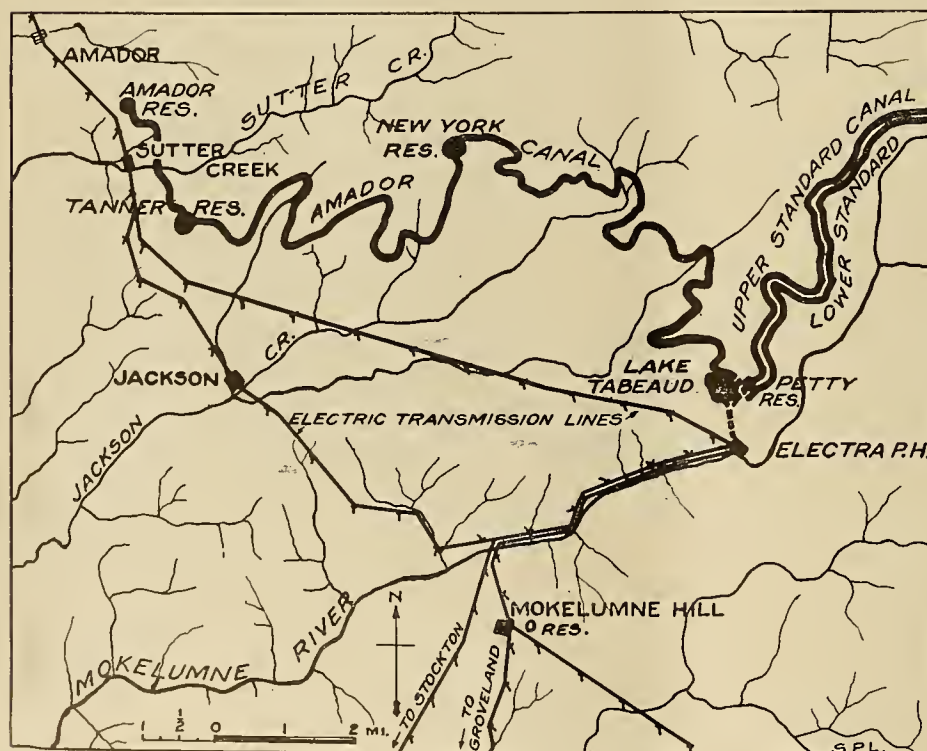 AMADOR
AMADOR
RES.
SUTTER CR.
NEW YORK
RES.
CANAL
SUTTER
CREEK
TANNER RES.
AMADOR
UPPER STANDARD CANAL
LOWER STANDARD
CR.
JACKSON
LAKE
TABEAUD
PETTY
RES.
ELECTRIC TRANSMISSION LINES
JACKSON
ELECTRA P.H.
N
MOKELUMNE HILL
RES.
MOKELUMNE RIVER
TO STOCKTON
TO
GROVELAND
1 1/2 0 1 2 MI.
S.P.L.